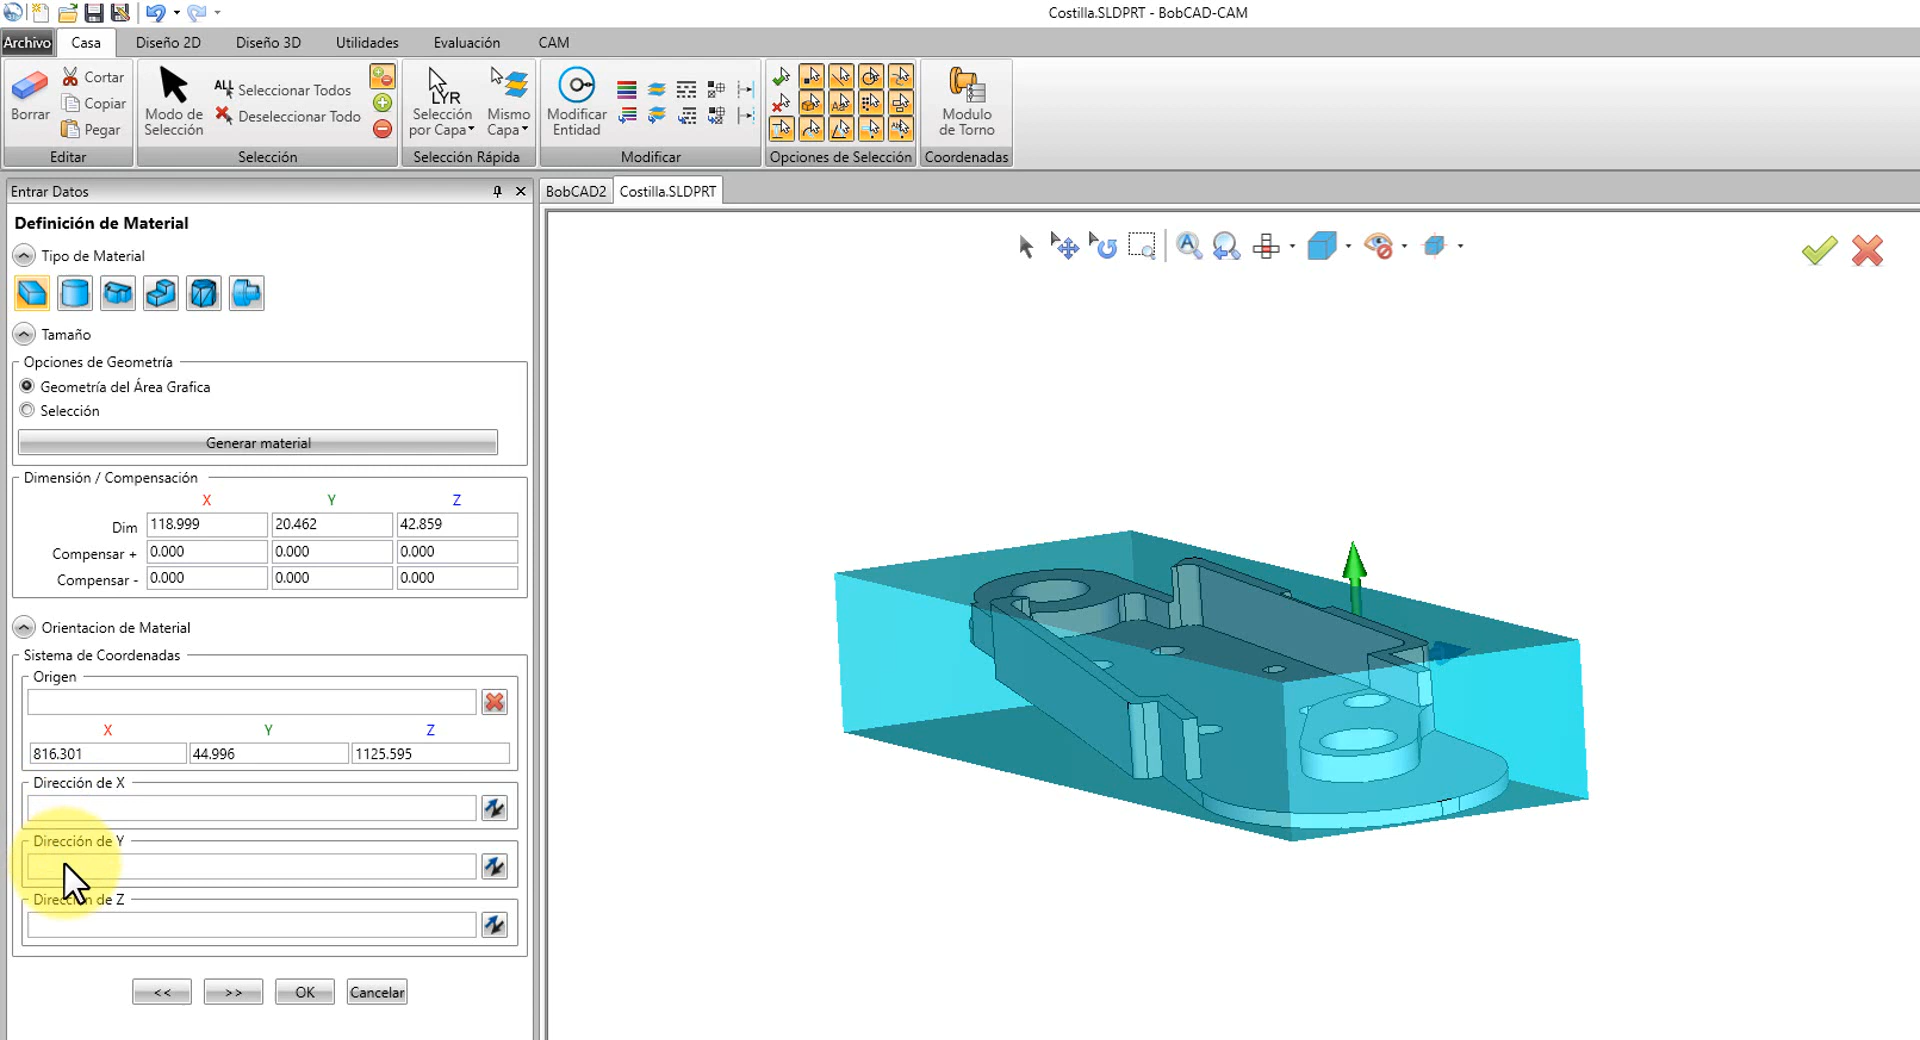 Costilla.SLDPRT - BobCAD-CAM
Archivo Casa Diseño 2D Diseño 3D Utilidades Evaluación CAM
Borrar
Cortar
Copiar
Pegar
Editar
Modo de Selección
ALL Seleccionar Todos
Deseleccionar Todo
Selección
LYR
Selección por Capa
Mismo Capa
Selección Rápida
Modificar Entidad
Modificar
Opciones de Selección
Modulo de Torno
Coordenadas
Entrar Datos
BobCAD2 Costilla.SLDPRT
Definición de Material
Tipo de Material
Tamaño
Opciones de Geometría
Geometría del Área Grafica
Selección
Generar material
Dimensión / Compensación
X Y Z
Dim 118.999 20.462 42.859
Compensar + 0.000 0.000 0.000
Compensar - 0.000 0.000 0.000
Orientacion de Material
Sistema de Coordenadas
Origen
X Y Z
816.301 44.996 1125.595
Dirección de X
Dirección de Y
Dirección de Z
<< >> OK Cancelar